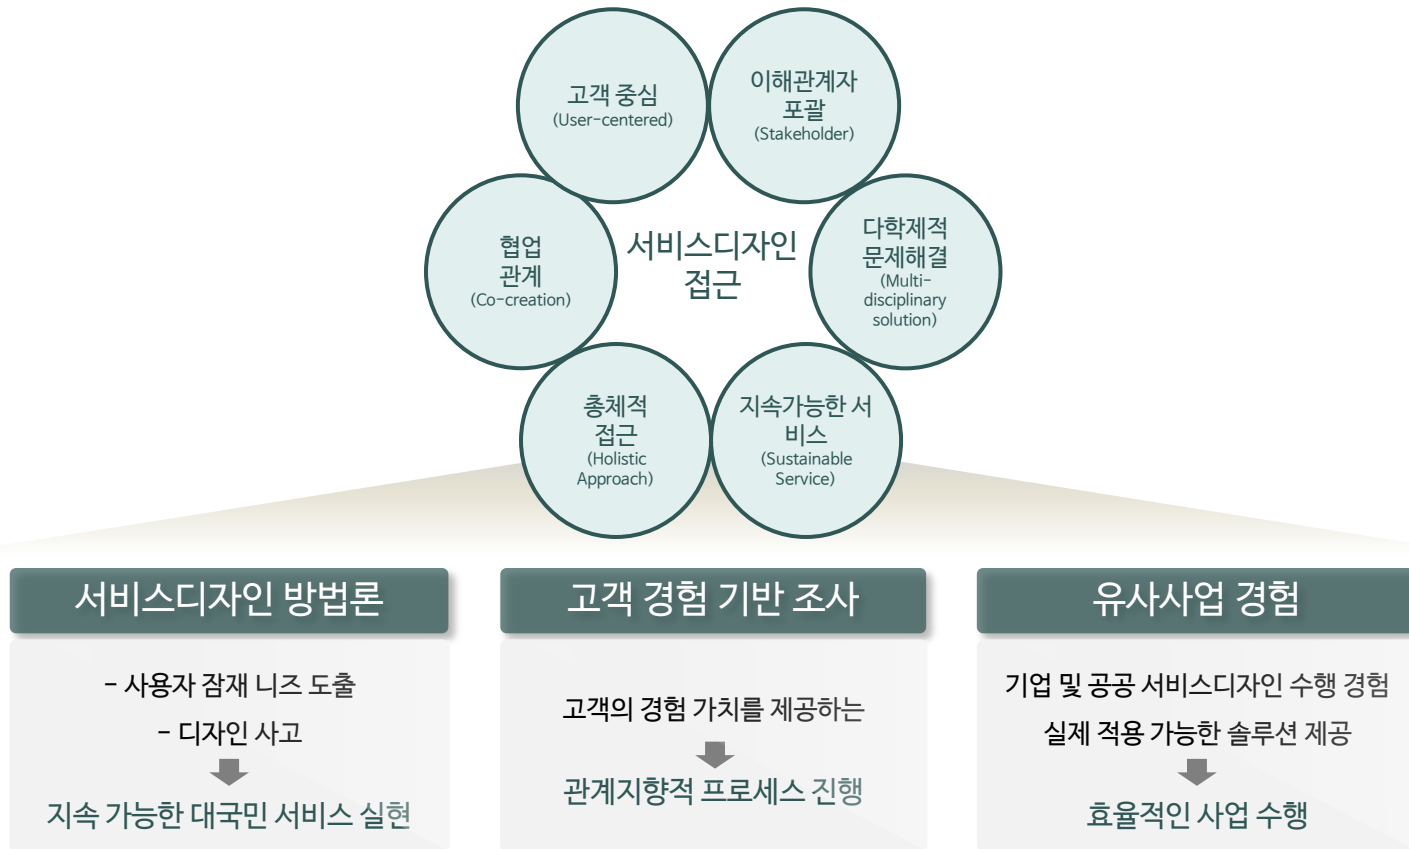 고객 중심
(User-centered)
이해관계자
포괄
(Stakeholder)
협업
관계
(Co-creation)
서비스디자인
접근
다학제적
문제해결
(Multi-
disciplinary
solution)
총체적
접근
(Holistic
Approach)
지속가능한 서
비스
(Sustainable
Service)
서비스디자인 방법론
- 사용자 잠재 니즈 도출
- 디자인 사고
지속 가능한 대국민 서비스 실현
고객 경험 기반 조사
고객의 경험 가치를 제공하는
관계지향적 프로세스 진행
유사사업 경험
기업 및 공공 서비스디자인 수행 경험
실제 적용 가능한 솔루션 제공
효율적인 사업 수행